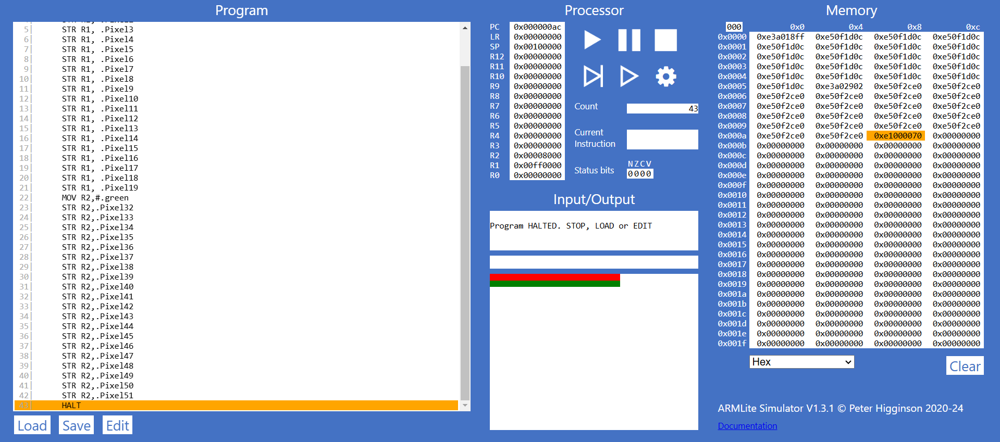 Program
5| STR R1, .Pixel3
6| STR R1, .Pixel4
7| STR R1, .Pixel5
8| STR R1, .Pixel6
9| STR R1, .Pixel7
10| STR R1, .Pixel8
11| STR R1, .Pixel9
12| STR R1, .Pixel10
13| STR R1, .Pixel11
14| STR R1, .Pixel12
15| STR R1, .Pixel13
16| STR R1, .Pixel14
17| STR R1, .Pixel15
18| STR R1, .Pixel16
19| STR R1, .Pixel17
20| STR R1, .Pixel18
21| STR R1, .Pixel19
22| MOV R2,#.green
23| STR R2,.Pixel32
24| STR R2,.Pixel33
25| STR R2,.Pixel34
26| STR R2,.Pixel35
27| STR R2,.Pixel36
28| STR R2,.Pixel37
29| STR R2,.Pixel38
30| STR R2,.Pixel39
31| STR R2,.Pixel40
32| STR R2,.Pixel41
33| STR R2,.Pixel42
34| STR R2,.Pixel43
35| STR R2,.Pixel44
36| STR R2,.Pixel45
37| STR R2,.Pixel46
38| STR R2,.Pixel47
39| STR R2,.Pixel48
40| STR R2,.Pixel49
41| STR R2,.Pixel50
42| STR R2,.Pixel51
43| HALT
Load Save Edit
Processor
PC 0x000000ac
LR 0x00000000
SP 0x00100000
R12 0x00000000
R11 0x00000000
R10 0x00000000
R9 0x00000000
R8 0x00000000
R7 0x00000000
R6 0x00000000
R5 0x00000000
R4 0x00000000
R3 0x00000000
R2 0x00008000
R1 0x00ff0000
R0 0x00000000
Count 43
Current
Instruction
NZCV
Status bits 0000
Input/Output
Program HALTED. STOP, LOAD or EDIT
Memory
000 0x0 0x4 0x8 0xc
0x0000 0xe3a018ff 0xe50f1d0c 0xe50f1d0c 0xe50f1d0c
0x0001 0xe50f1d0c 0xe50f1d0c 0xe50f1d0c 0xe50f1d0c
0x0002 0xe50f1d0c 0xe50f1d0c 0xe50f1d0c 0xe50f1d0c
0x0003 0xe50f1d0c 0xe50f1d0c 0xe50f1d0c 0xe50f1d0c
0x0004 0xe50f1d0c 0xe50f1d0c 0xe50f1d0c 0xe50f1d0c
0x0005 0xe50f1d0c 0xe3a02902 0xe50f2ce0 0xe50f2ce0
0x0006 0xe50f2ce0 0xe50f2ce0 0xe50f2ce0 0xe50f2ce0
0x0007 0xe50f2ce0 0xe50f2ce0 0xe50f2ce0 0xe50f2ce0
0x0008 0xe50f2ce0 0xe50f2ce0 0xe50f2ce0 0xe50f2ce0
0x0009 0xe50f2ce0 0xe50f2ce0 0xe50f2ce0 0xe50f2ce0
0x000a 0xe50f2ce0 0xe50f2ce0 0xe1000070 0x00000000
0x000b 0x00000000 0x00000000 0x00000000 0x00000000
0x000c 0x00000000 0x00000000 0x00000000 0x00000000
0x000d 0x00000000 0x00000000 0x00000000 0x00000000
0x000e 0x00000000 0x00000000 0x00000000 0x00000000
0x000f 0x00000000 0x00000000 0x00000000 0x00000000
0x0010 0x00000000 0x00000000 0x00000000 0x00000000
0x0011 0x00000000 0x00000000 0x00000000 0x00000000
0x0012 0x00000000 0x00000000 0x00000000 0x00000000
0x0013 0x00000000 0x00000000 0x00000000 0x00000000
0x0014 0x00000000 0x00000000 0x00000000 0x00000000
0x0015 0x00000000 0x00000000 0x00000000 0x00000000
0x0016 0x00000000 0x00000000 0x00000000 0x00000000
0x0017 0x00000000 0x00000000 0x00000000 0x00000000
0x0018 0x00000000 0x00000000 0x00000000 0x00000000
0x0019 0x00000000 0x00000000 0x00000000 0x00000000
0x001a 0x00000000 0x00000000 0x00000000 0x00000000
0x001b 0x00000000 0x00000000 0x00000000 0x00000000
0x001c 0x00000000 0x00000000 0x00000000 0x00000000
0x001d 0x00000000 0x00000000 0x00000000 0x00000000
0x001e 0x00000000 0x00000000 0x00000000 0x00000000
0x001f 0x00000000 0x00000000 0x00000000 0x00000000
Hex Clear
ARMLite Simulator V1.3.1 © Peter Higginson 2020-24
Documentation